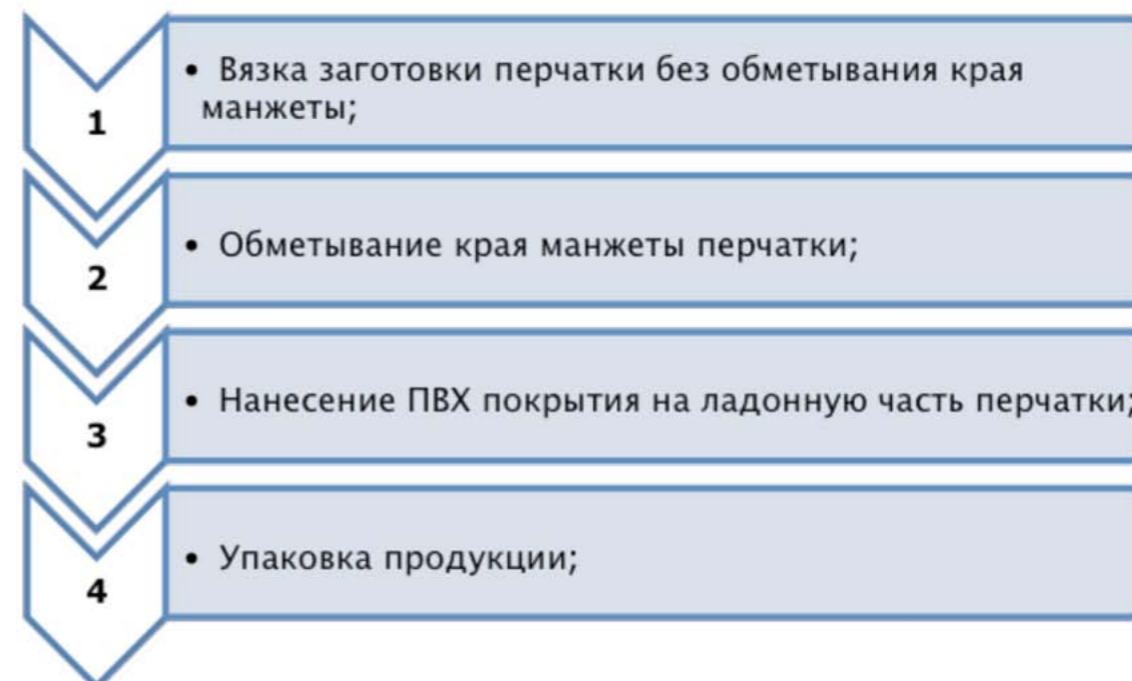 1
• Вязка заготовки перчатки без обметывания края
манжеты;
2
• Обметывание края манжеты перчатки;
3
• Нанесение ПВХ покрытия на ладонную часть перчатки;
4
• Упаковка продукции;